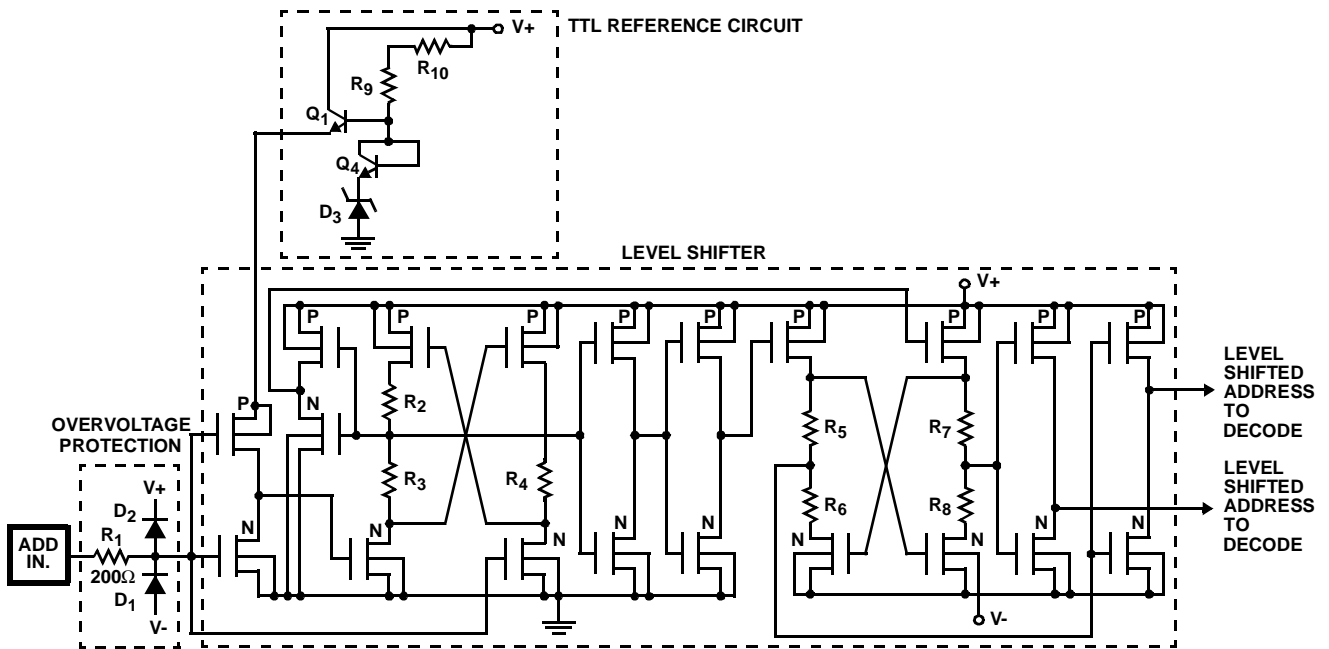 V+
TTL REFERENCE CIRCUIT
R10
R9
Q1
Q4
D3
LEVEL SHIFTER
V+
P P P P P P P P P
P
N
R2
R3
R4
R5
R6
R7
R8
N N N N N N
N
OVERVOLTAGE
PROTECTION
V+
D2
R1
200Ω
D1
V-
ADD
IN.
V-
LEVEL
SHIFTED
ADDRESS
TO
DECODE
LEVEL
SHIFTED
ADDRESS
TO
DECODE